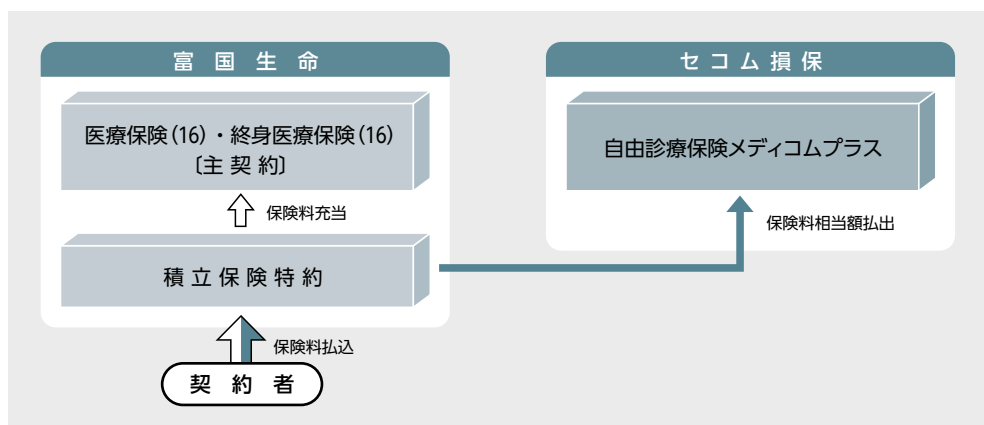 富国生命
医療保険(16)・終身医療保険(16)
〔主契約〕
保険料充当
積立保険特約
保険料払込
契約者
セコム損保
自由診療保険メディコムプラス
保険料相当額払出